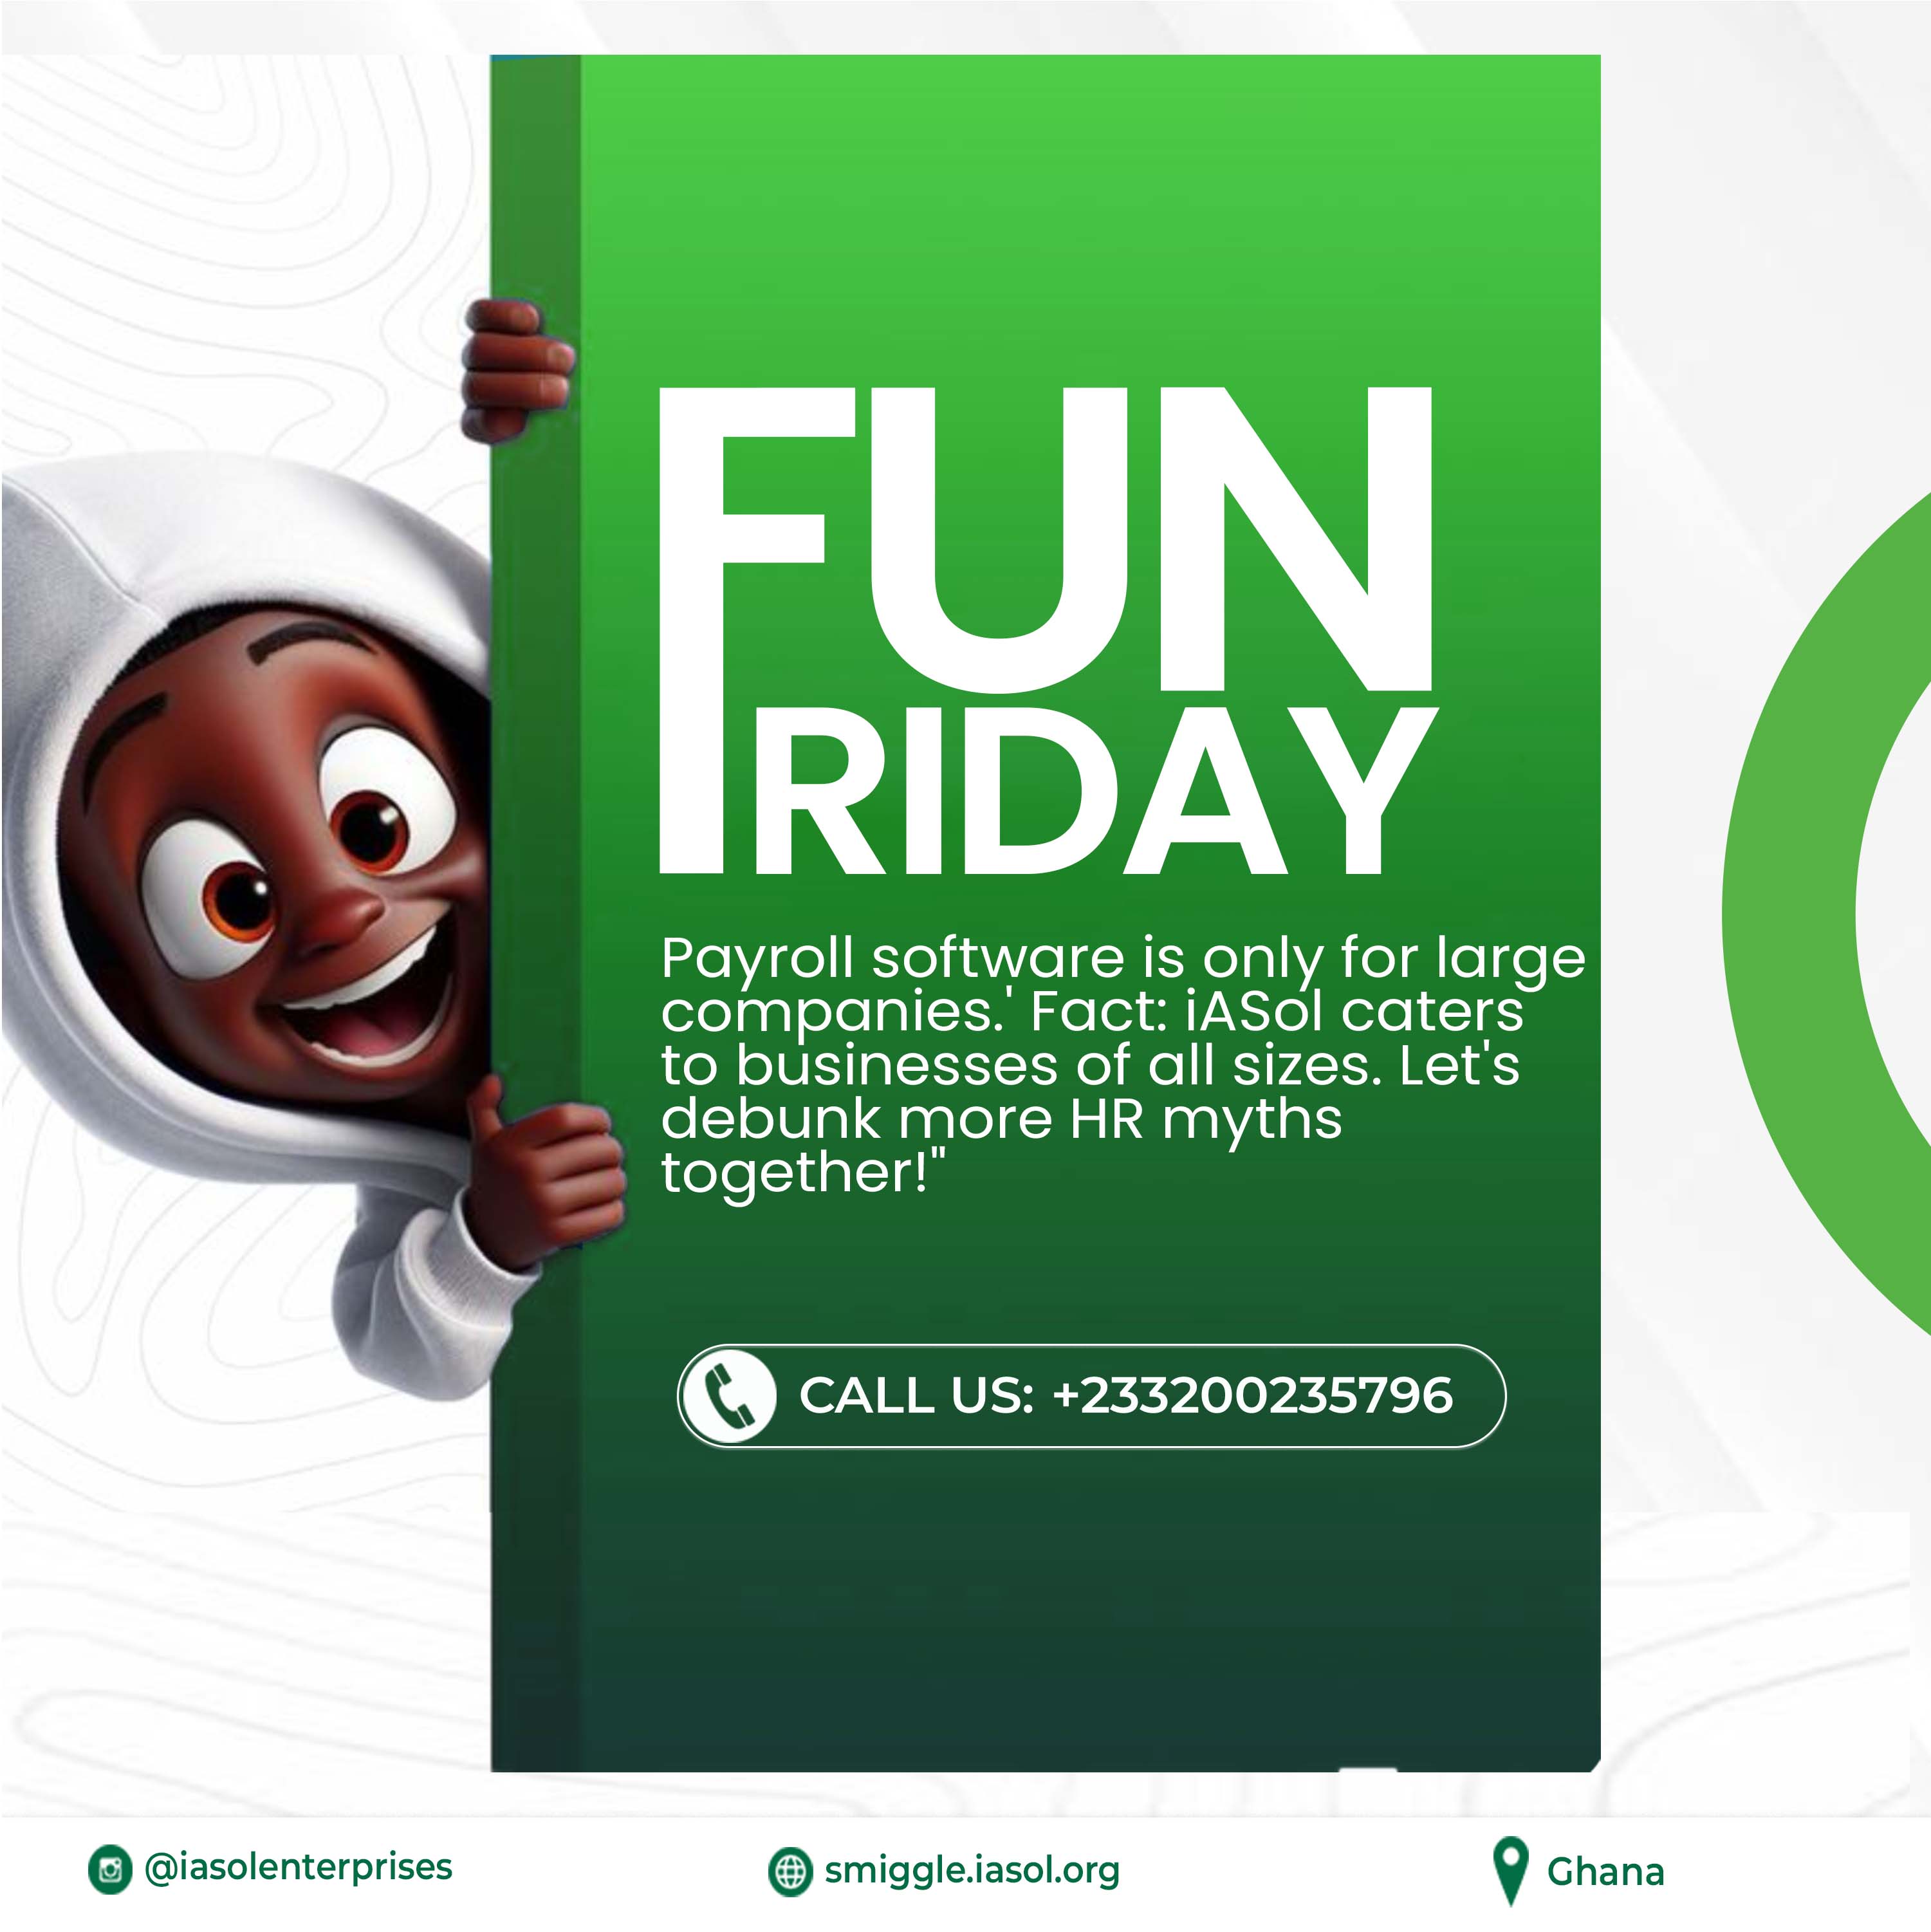 FUN
FRIDAY
Payroll software is only for large
companies.' Fact: iASol caters
to businesses of all sizes. Let's
debunk more HR myths
together!"
CALL US: +233200235796
@iasolenterprises
smiggle.iasol.org
Ghana